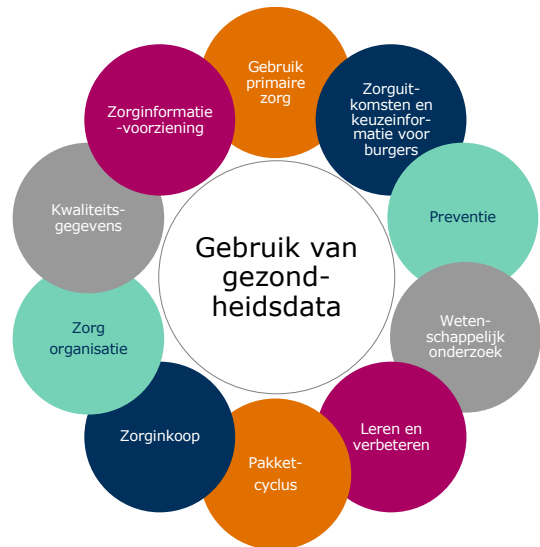 Gebruik
primaire
zorg
Zorguit-
komsten en
keuzeinfor-
matie voor
burgers
Preventie
Weten-
schappelijk
onderzoek
Leren en
verbeteren
Pakket-
cyclus
Zorginkoop
Zorg
organisatie
Kwaliteits-
gegevens
Zorginformatie
-voorziening
Gebruik van
gezond-
heidsdata